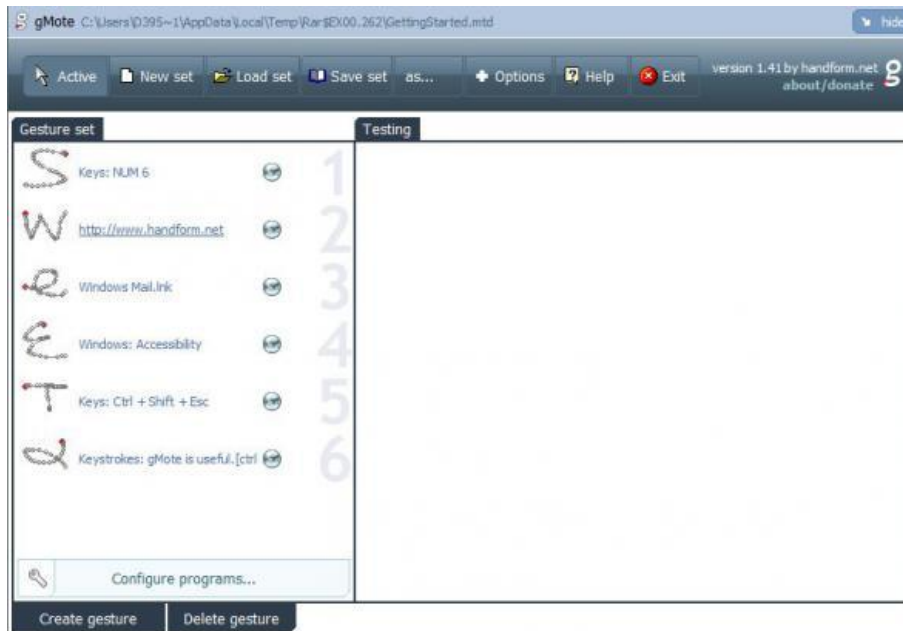 gMote C:\Users\D395~1\AppData\Local\Temp\Rar$EX00.262\GettingStarted.mtd hide
Active New set Load set Save set as... Options Help Exit version 1.41 by handform.net
about/donate
Gesture set Testing
Keys: NUM 6 1
http://www.handform.net 2
Windows Mail.lnk 3
Windows: Accessibility 4
Keys: Ctrl + Shift + Esc 5
Keystrokes: gMote is useful.[ctrl 6
Configure programs...
Create gesture Delete gesture